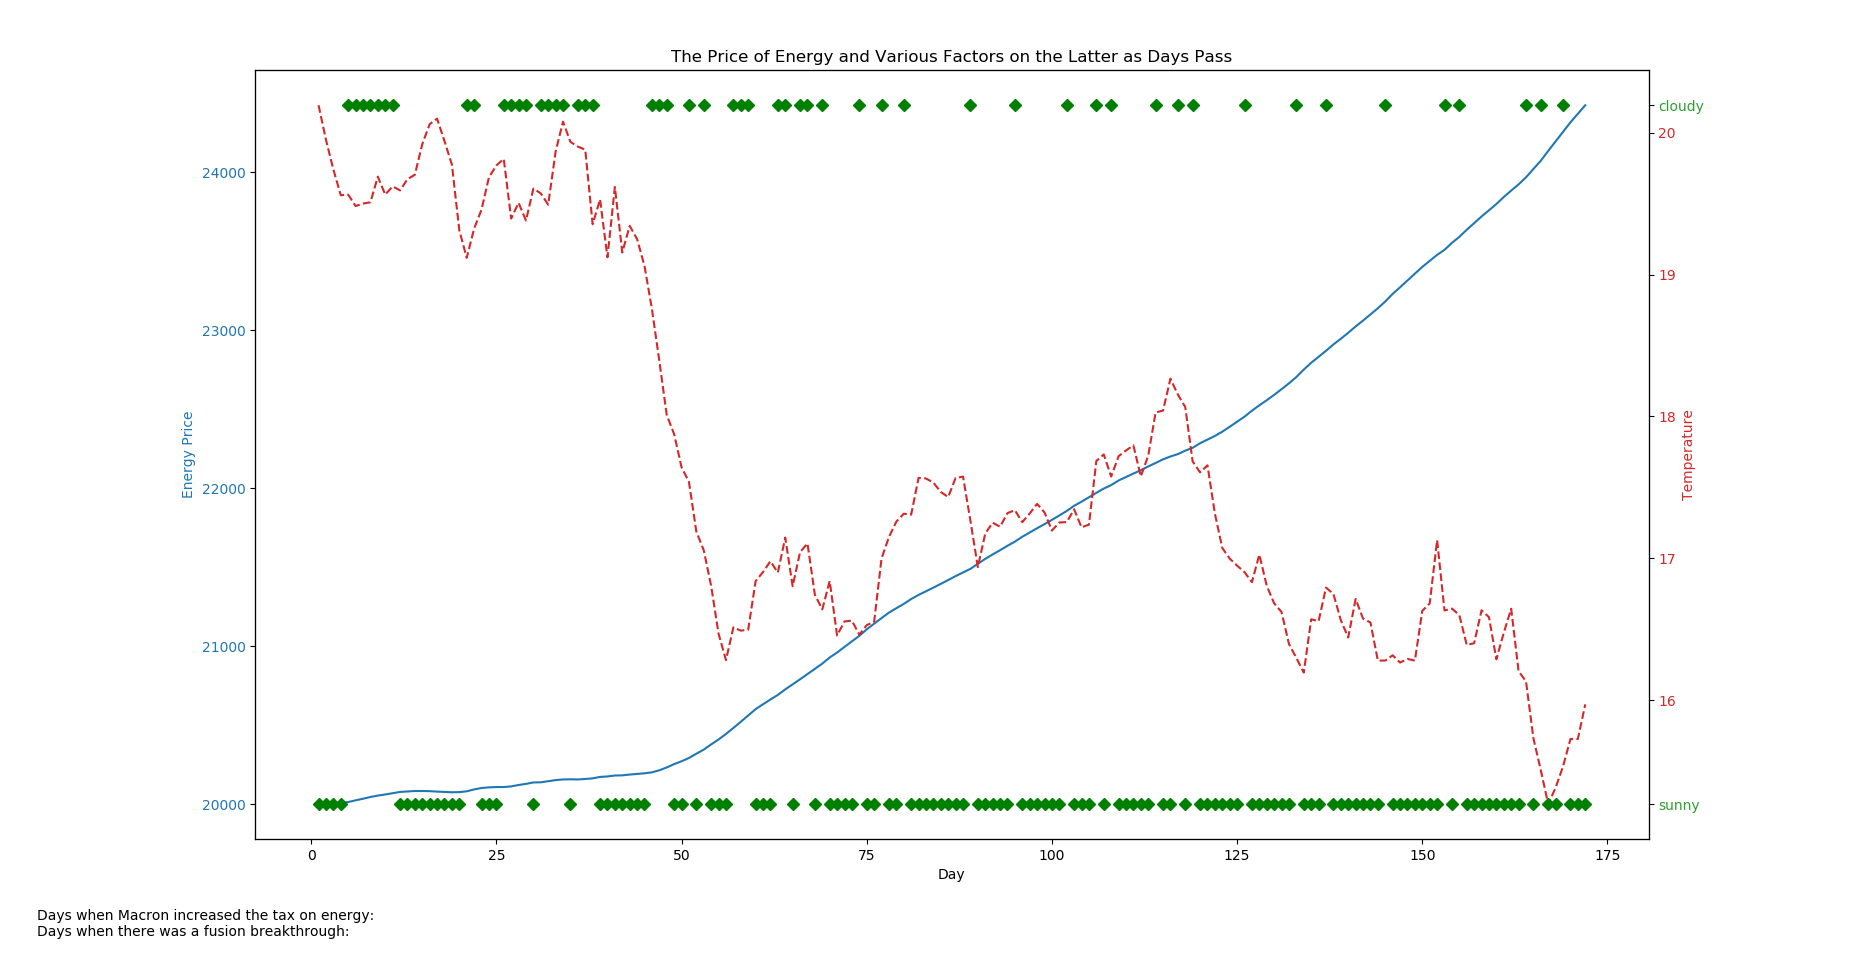 The Price of Energy and Various Factors on the Latter as Days Pass
cloudy
20
24000
19
23000
18
Energy Price
Temperature
22000
17
21000
16
20000
sunny
0 25 50 75 100 125 150 175
Day
Days when Macron increased the tax on energy:
Days when there was a fusion breakthrough: